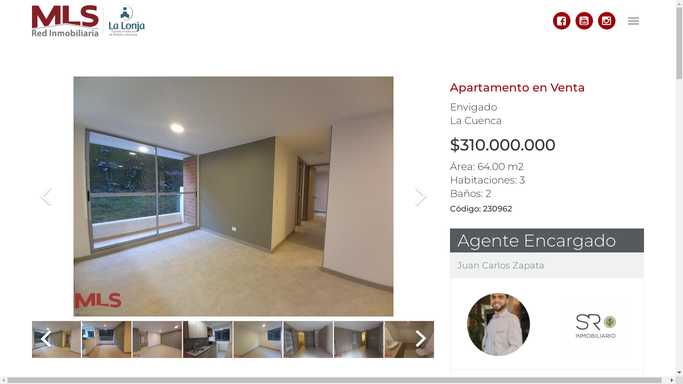 MLS
Red Inmobiliaria
La Lonja
Apartamento en Venta
Envigado
La Cuenca
$310.000.000
Área: 64.00 m2
Habitaciones: 3
Baños: 2
Código: 230962
MLS
Agente Encargado
Juan Carlos Zapata
SR
INMOBILIARIO